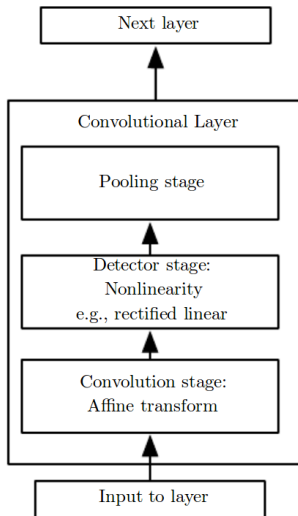 Next layer
Convolutional Layer
Pooling stage
Detector stage:
Nonlinearity
e.g., rectified linear
Convolution stage:
Affine transform
Input to layer